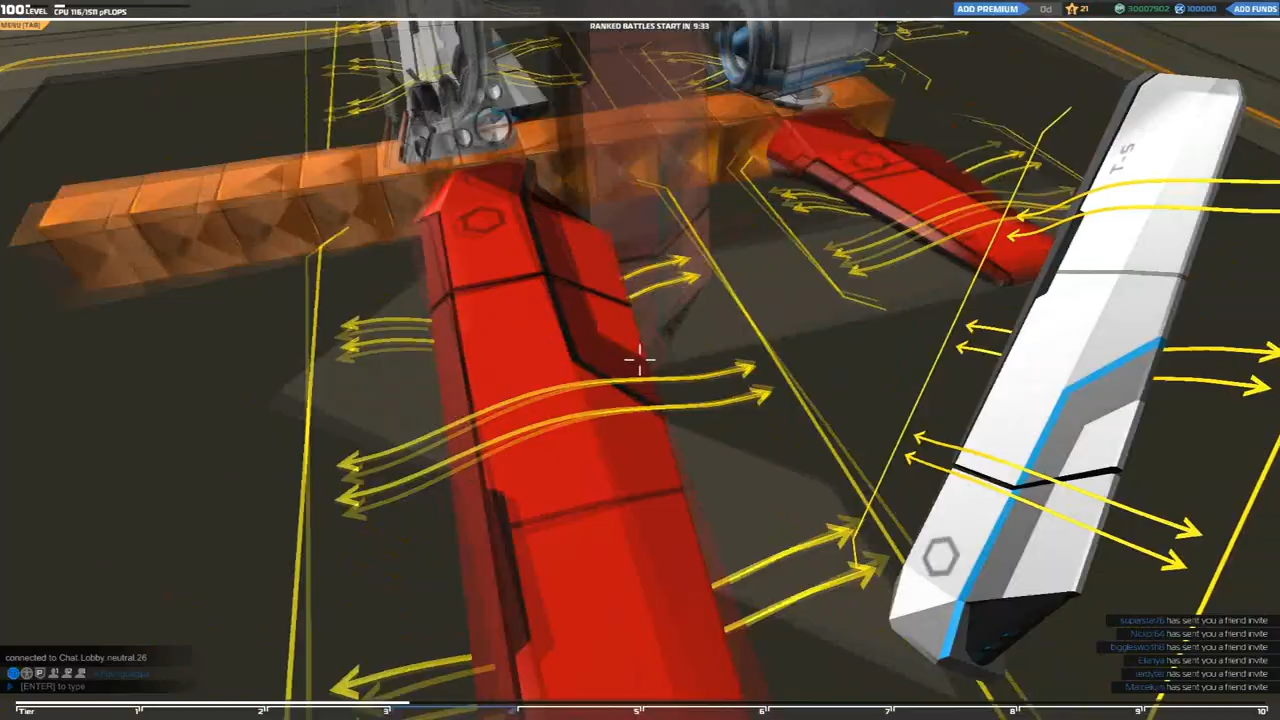 100 LEVEL
CPU 116/1511 pFLOPS
ADD PREMIUM
0d
21
30007902
100000
ADD FUNDS
MENU [TAB]
RANKED BATTLES START IN 9:33
T-5
connected to Chat Lobby neutral.26
[ENTER] to type
has sent you a friend invite
has sent you a friend invite
bigglesworth8 has sent you a friend invite
Elianya has sent you a friend invite
has sent you a friend invite
has sent you a friend invite
Tier 1 2 3 4 5 6 7 8 9 10